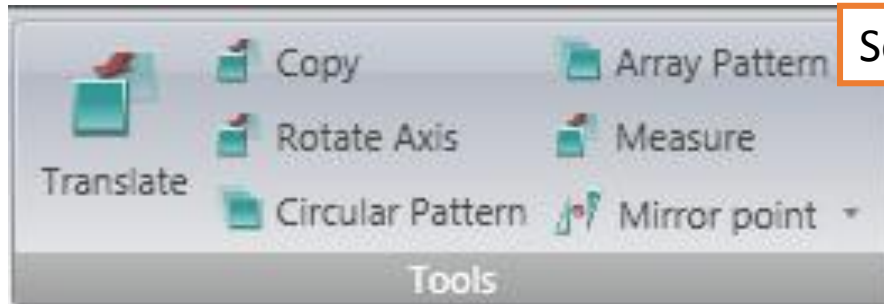 Translate
Copy
Rotate Axis
Circular Pattern
Array Pattern
Measure
Mirror point
Tools